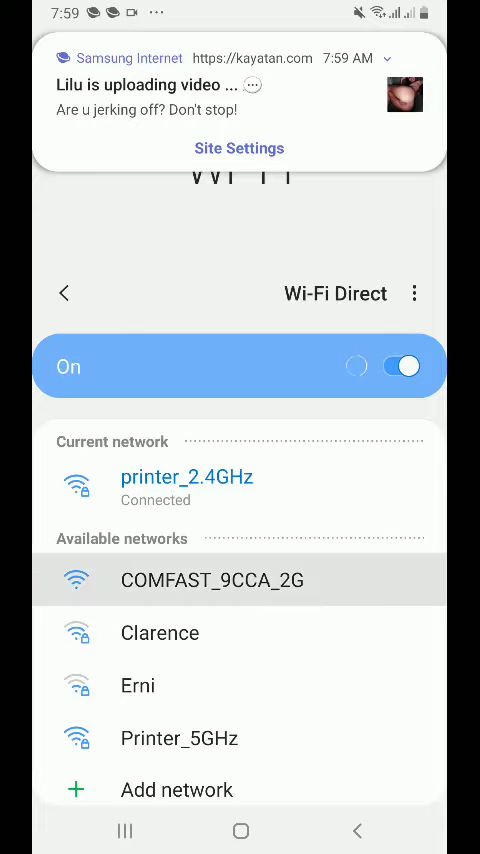 7:59
Samsung Internet https://kayatan.com 7:59 AM
Lilu is uploading video ...
Are u jerking off? Don't stop!
Site Settings
Wi-Fi
Wi-Fi Direct
On
Current network
printer_2.4GHz
Connected
Available networks
COMFAST_9CCA_2G
Clarence
Erni
Printer_5GHz
Add network